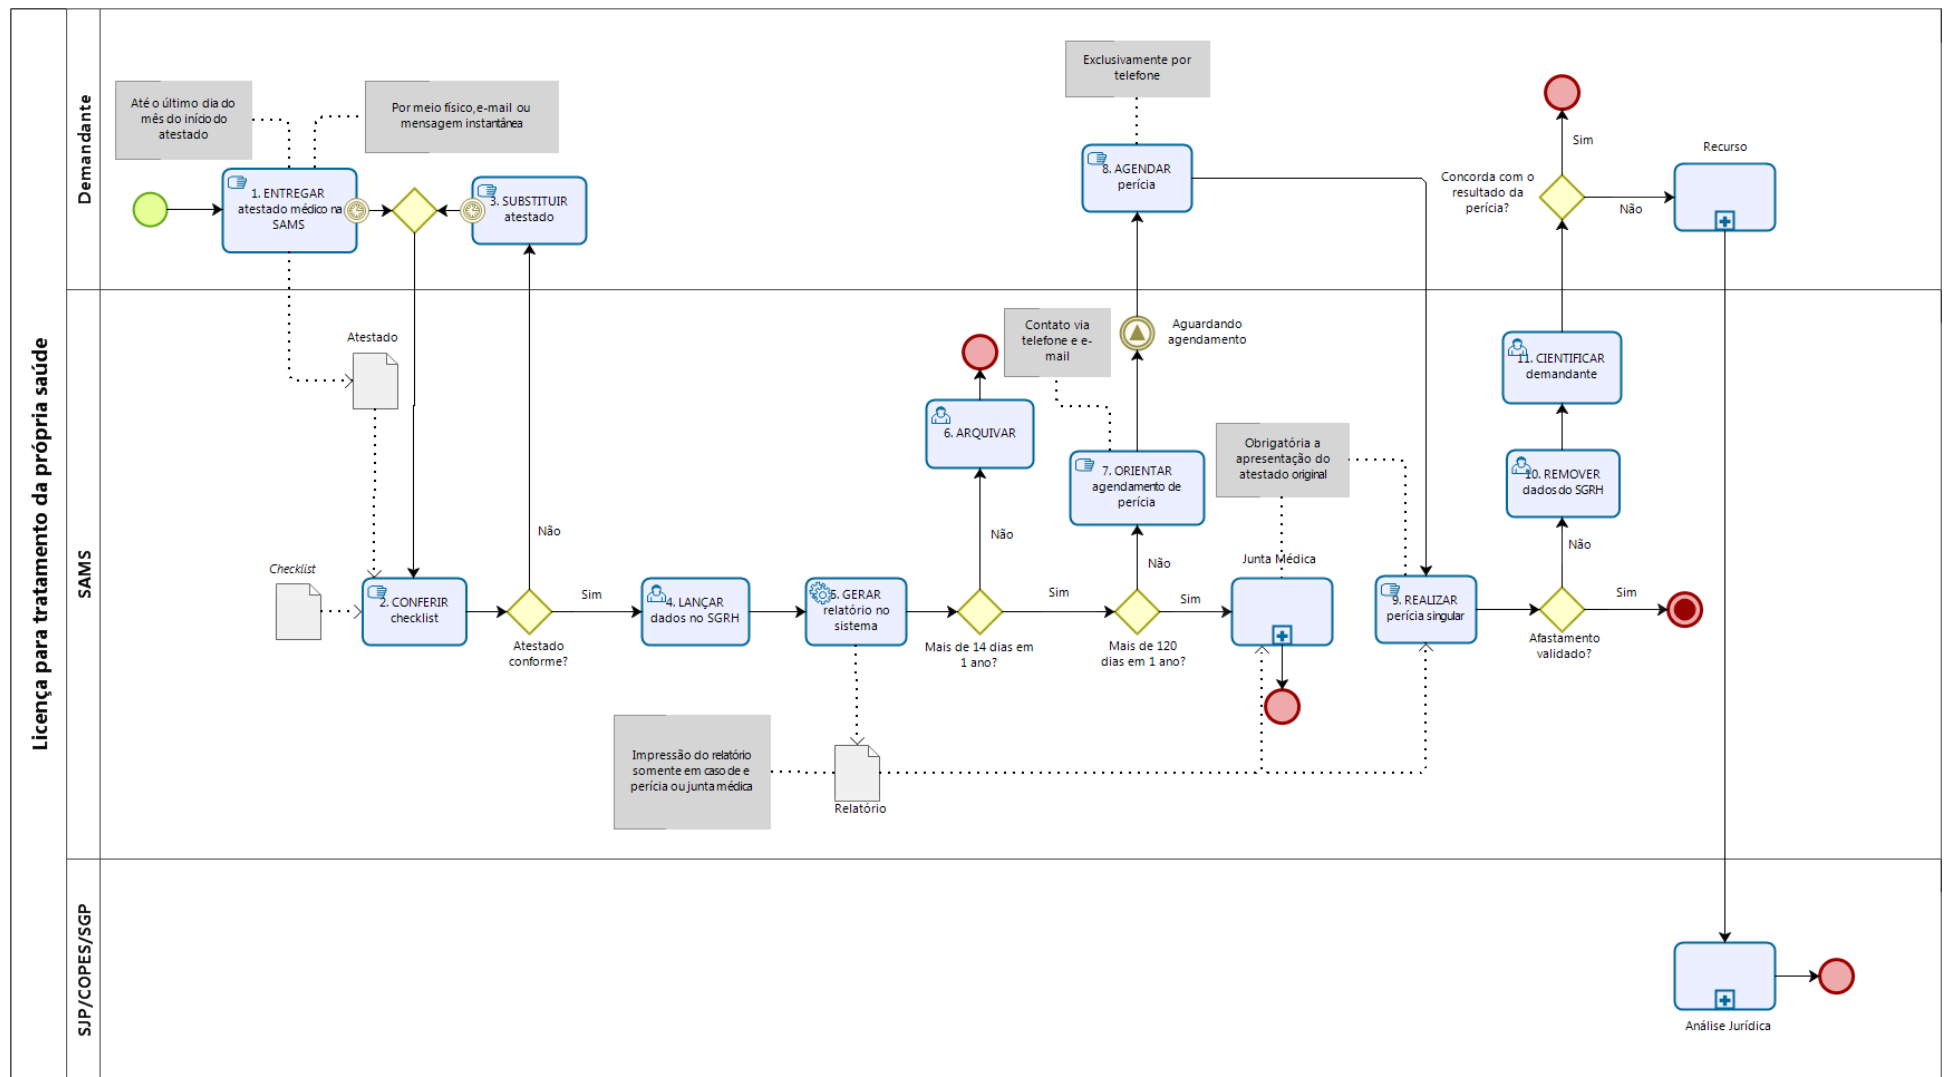 Licença para tratamento da própria saúde
Demandante
Até o último dia do
mês do início do
atestado
Por meio físico, e-mail ou
mensagem instantânea
1. ENTREGAR
atestado médico na
SAMS
3. SUBSTITUIR
atestado
Exclusivamente por
telefone
8. AGENDAR
perícia
Concorda com o
resultado da
perícia?
Sim
Não
Recurso
SAMS
Atestado
Checklist
2. CONFERIR
checklist
Não
Sim
Atestado
conforme?
4. LANÇAR
dados no SGRH
5. GERAR
relatório no
sistema
6. ARQUIVAR
Não
Sim
Mais de 14 dias em
1 ano?
Contato via
telefone e e-
mail
Aguardando
agendamento
7. ORIENTAR
agendamento de
perícia
Não
Sim
Mais de 120
dias em 1 ano?
Obrigatória a
apresentação do
atestado original
Junta Médica
9. REALIZAR
perícia singular
11. CIENTIFICAR
demandante
10. REMOVER
dados do SGRH
Não
Sim
Afastamento
validado?
Impressão do relatório
somente em caso de e
perícia ou junta médica
Relatório
SJP/COPES/SGP
Análise Jurídica